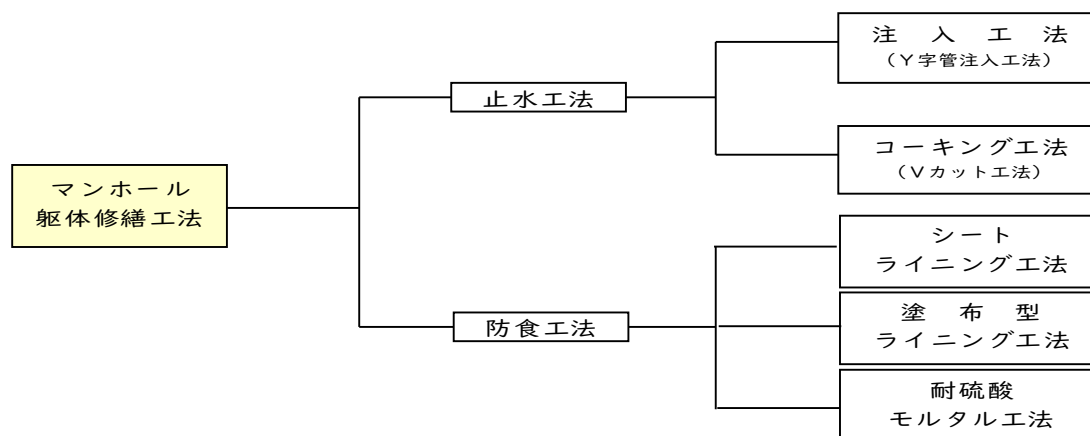 マンホール
躯体修繕工法
止水工法
注入工法
(Y字管注入工法)
コーキング工法
(Vカット工法)
防食工法
シート
ライニング工法
塗布型
ライニング工法
耐硫酸
モルタル工法